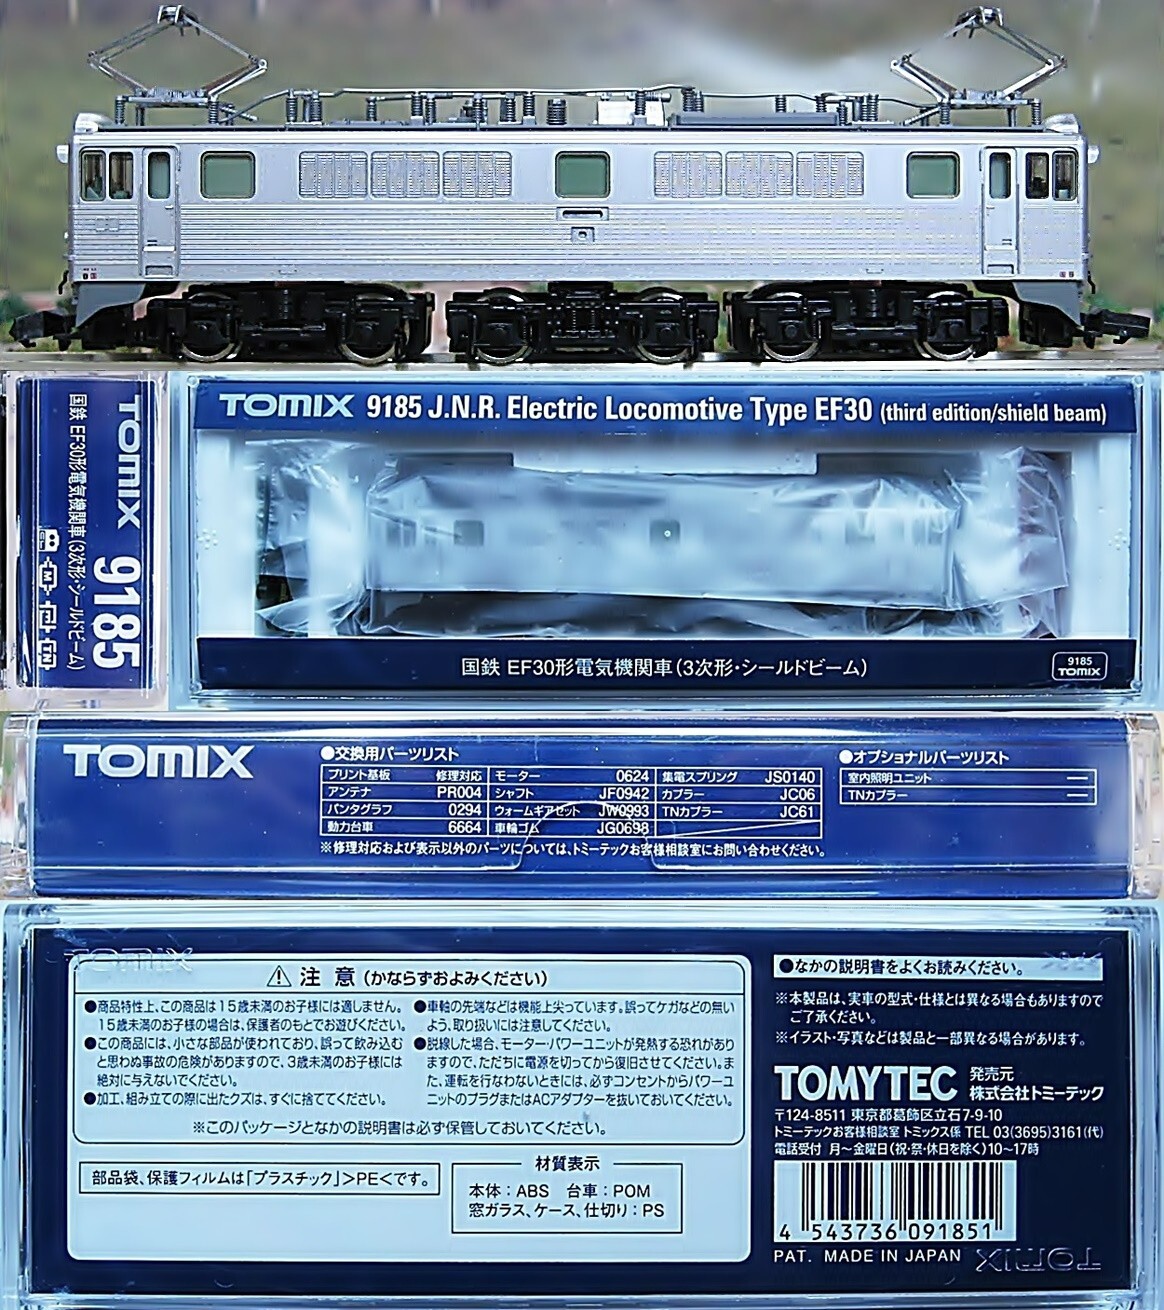 TOMIX 9185 J.N.R. Electric Locomotive Type EF30 (third edition/shield beam)
TOMIX 9185
国鉄 EF30形電気機関車(3次形・シールドビーム)
M
TN
国鉄 EF30形電気機関車(3次形・シールドビーム)
9185
TOMIX
TOMIX
●交換用パーツリスト
プリント基板 修理対応 モーター 0624 集電スプリング JS0140
アンテナ PR004 シャフト JF0942 カプラー JC06
パンタグラフ 0294 ウォームギアセット JW0993 TNカプラー JC61
動力台車 6664 車輪ゴム JG0698
※修理対応および表示以外のパーツについては、トミーテックお客様相談室にお問い合わせください。
●オプショナルパーツリスト
室内照明ユニット —
TNカプラー —
TOMIX
⚠ 注 意 (かならずおよみください)
●商品特性上、この商品は15歳未満のお子様には適しません。
15歳未満のお子様の場合は、保護者のもとでお遊びください。
●この商品には、小さな部品が使われており、誤って飲み込む
と思わぬ事故の危険がありますので、3歳未満のお子様には
絶対に与えないでください。
●加工、組み立ての際に出たクズは、すぐに捨ててください。
●車輪の先端などは機能上尖っています。誤ってケガなどの無い
よう、取り扱いには注意してください。
●脱線した場合、モーター・パワーユニットが発熱する恐れがあり
ますので、ただちに電源を切ってから復旧させてください。ま
た、運転を行なわないときには、必ずコンセントからパワーユ
ニットのプラグまたはACアダプターを抜いておいてください。
※このパッケージとなかの説明書は必ず保管しておいてください。
部品袋、保護フィルムは「プラスチック」>PE<です。
材質表示
本体:ABS 台車:POM
窓ガラス、ケース、仕切り:PS
●なかの説明書をよくお読みください。
※本製品は、実車の型式・仕様とは異なる場合もありますので
ご了承ください。
※イラスト・写真などは製品と一部異なる場合があります。
TOMYTEC 発売元
株式会社トミーテック
〒124-8511 東京都葛飾区立石7-9-10
トミーテックお客様相談室 トミックス係 TEL 03(3695)3161(代)
電話受付 月〜金曜日(祝・祭・休日を除く)10〜17時
4 543736 091851
PAT. MADE IN JAPAN
TOMIX